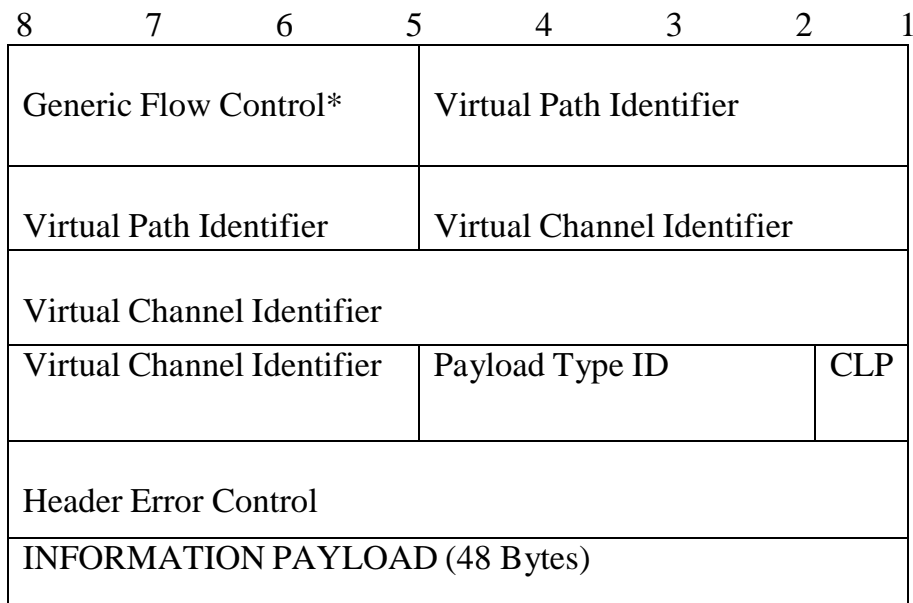 8 7 6 5 4 3 2 1
Generic Flow Control* Virtual Path Identifier
Virtual Path Identifier Virtual Channel Identifier
Virtual Channel Identifier
Virtual Channel Identifier Payload Type ID CLP
Header Error Control
INFORMATION PAYLOAD (48 Bytes)